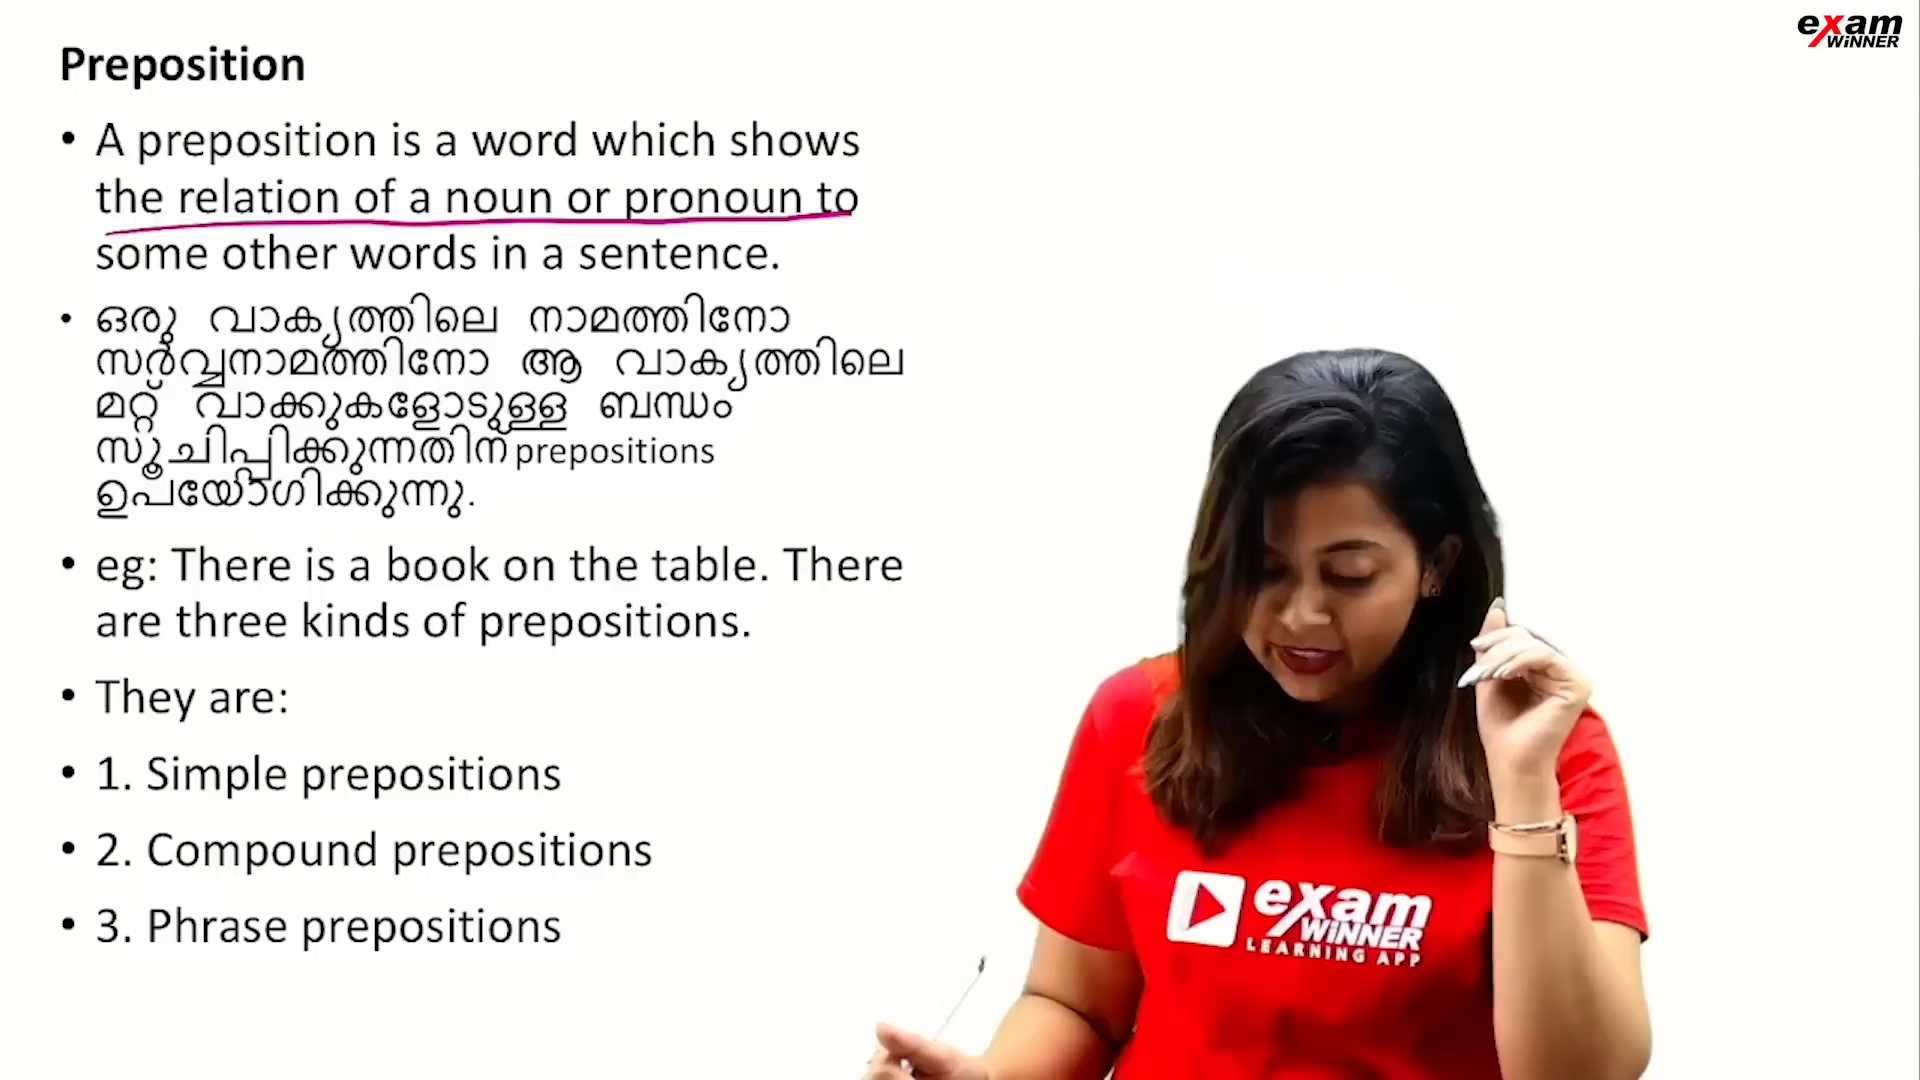 exam
WiNNER
Preposition
• A preposition is a word which shows
the relation of a noun or pronoun to
some other words in a sentence.
• ഒരു വാക്യത്തിലെ നാമത്തിനോ
സർവ്വനാമത്തിനോ ആ വാക്യത്തിലെ
മറ്റ് വാക്കുകളോടുള്ള ബന്ധം
സൂചിപ്പിക്കുന്നതിന് prepositions
ഉപയോഗിക്കുന്നു.
• eg: There is a book on the table. There
are three kinds of prepositions.
• They are:
• 1. Simple prepositions
• 2. Compound prepositions
• 3. Phrase prepositions
exam
WiNNER
LEARNING APP